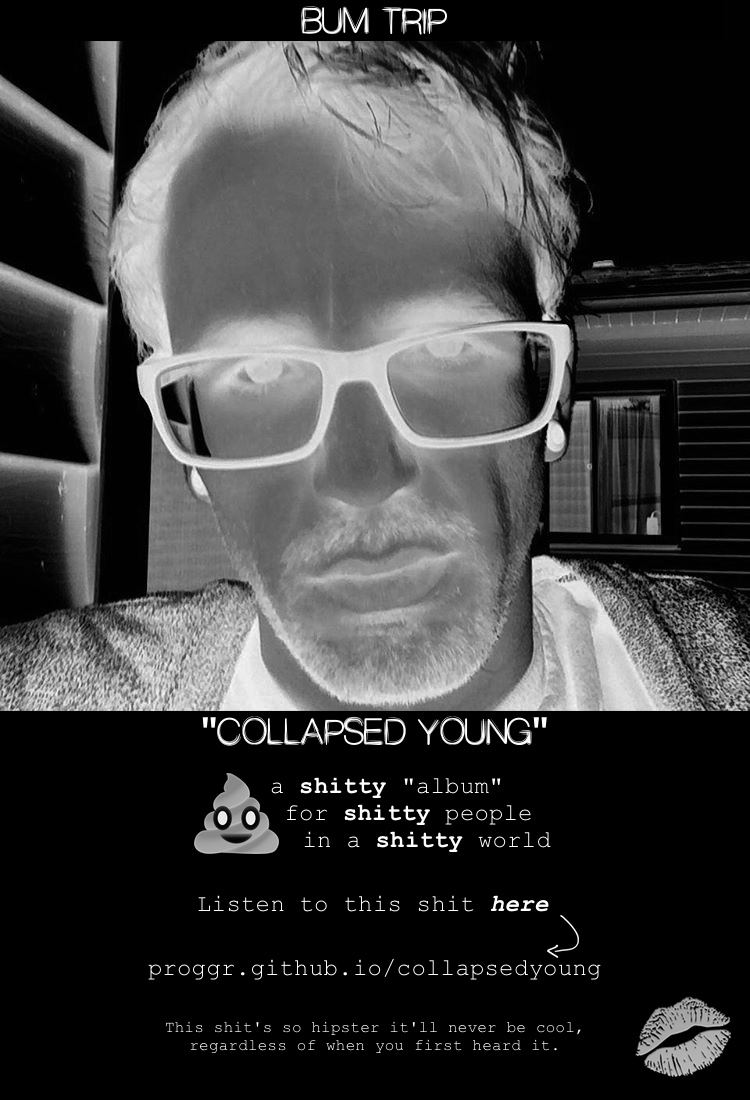 BUM TRIP
"COLLAPSED YOUNG"
a shitty "album"
for shitty people
in a shitty world
Listen to this shit here
proggr.github.io/collapsedyoung
This shit's so hipster it'll never be cool,
regardless of when you first heard it.